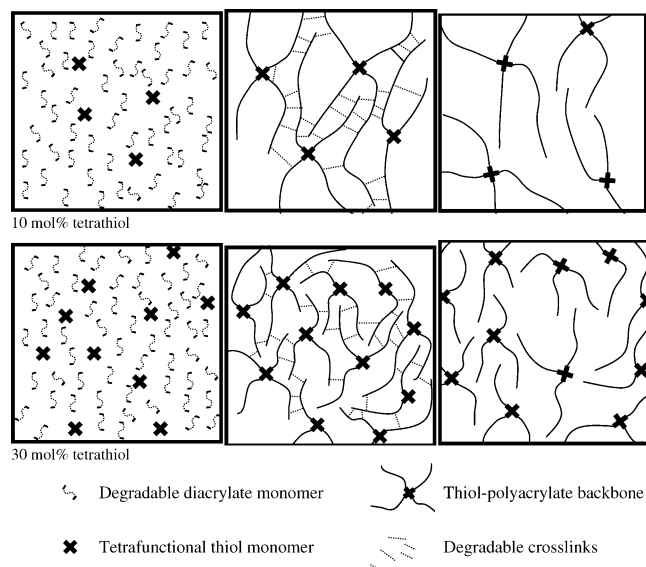 10 mol% tetrathiol
30 mol% tetrathiol
Degradable diacrylate monomer
Thiol-polyacrylate backbone
Tetrafunctional thiol monomer
Degradable crosslinks